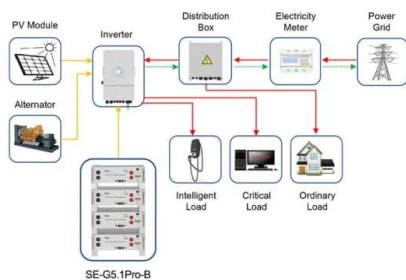 PV Module
Inverter
Distribution
Box
Electricity
Meter
Power
Grid
Alternator
Intelligent
Load
Critical
Load
Ordinary
Load
SE-G5.1Pro-B